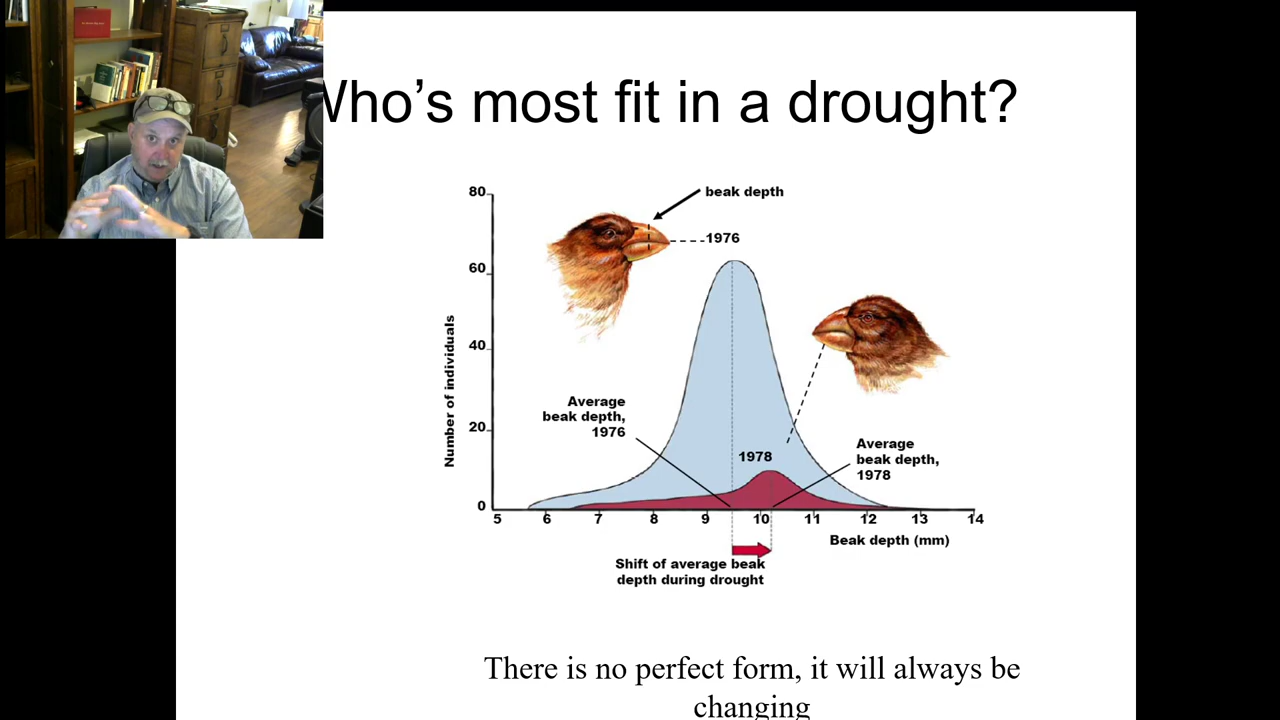 Who's most fit in a drought?
80
beak depth
1976
60
40
Number of individuals
Average
beak depth,
1976
20
1978
Average
beak depth,
1978
0
5 6 7 8 9 10 11 12 13 14
Beak depth (mm)
Shift of average beak
depth during drought
There is no perfect form, it will always be
changing